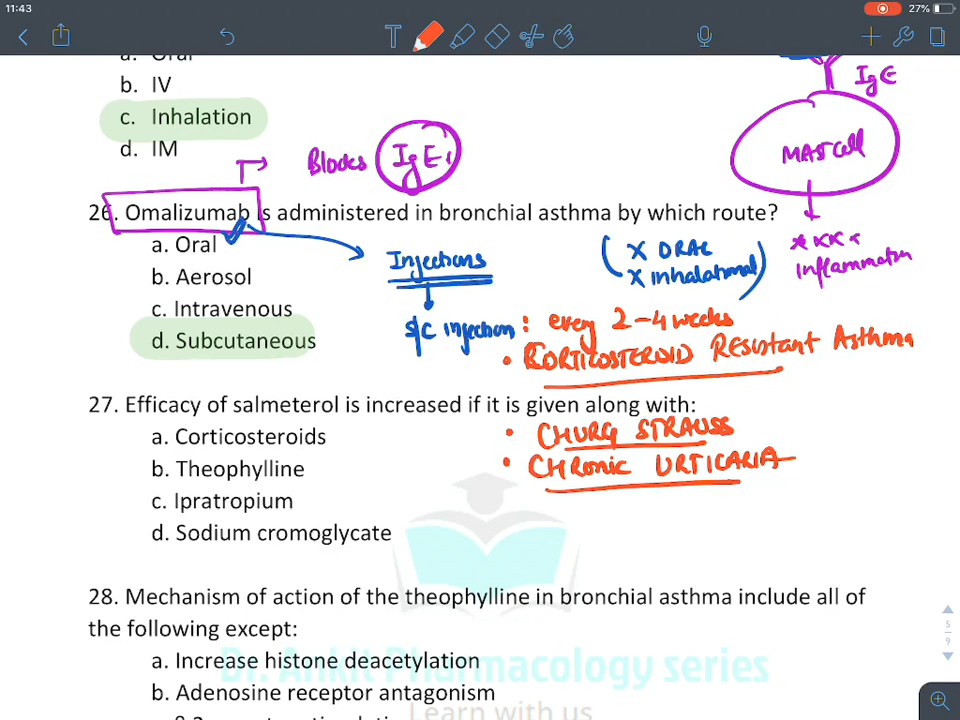 11:43
27%
T
a. Oral
b. IV
c. Inhalation
d. IM
IgE
MAST Cell
Blocks IgE
26. Omalizumab is administered in bronchial asthma by which route?
a. Oral
b. Aerosol
c. Intravenous
d. Subcutaneous
Injections
X ORAL
X inhalational
inflammation
S/C injection : every 2-4 weeks
• CORTICOSTEROID Resistant Asthma
27. Efficacy of salmeterol is increased if it is given along with:
a. Corticosteroids
b. Theophylline
c. Ipratropium
d. Sodium cromoglycate
• CHURG STRAUSS
• CHRonic URTICARIA
28. Mechanism of action of the theophylline in bronchial asthma include all of
the following except:
a. Increase histone deacetylation
b. Adenosine receptor antagonism
Dr. Ankit Pharmacology series
Learn with us
5
9